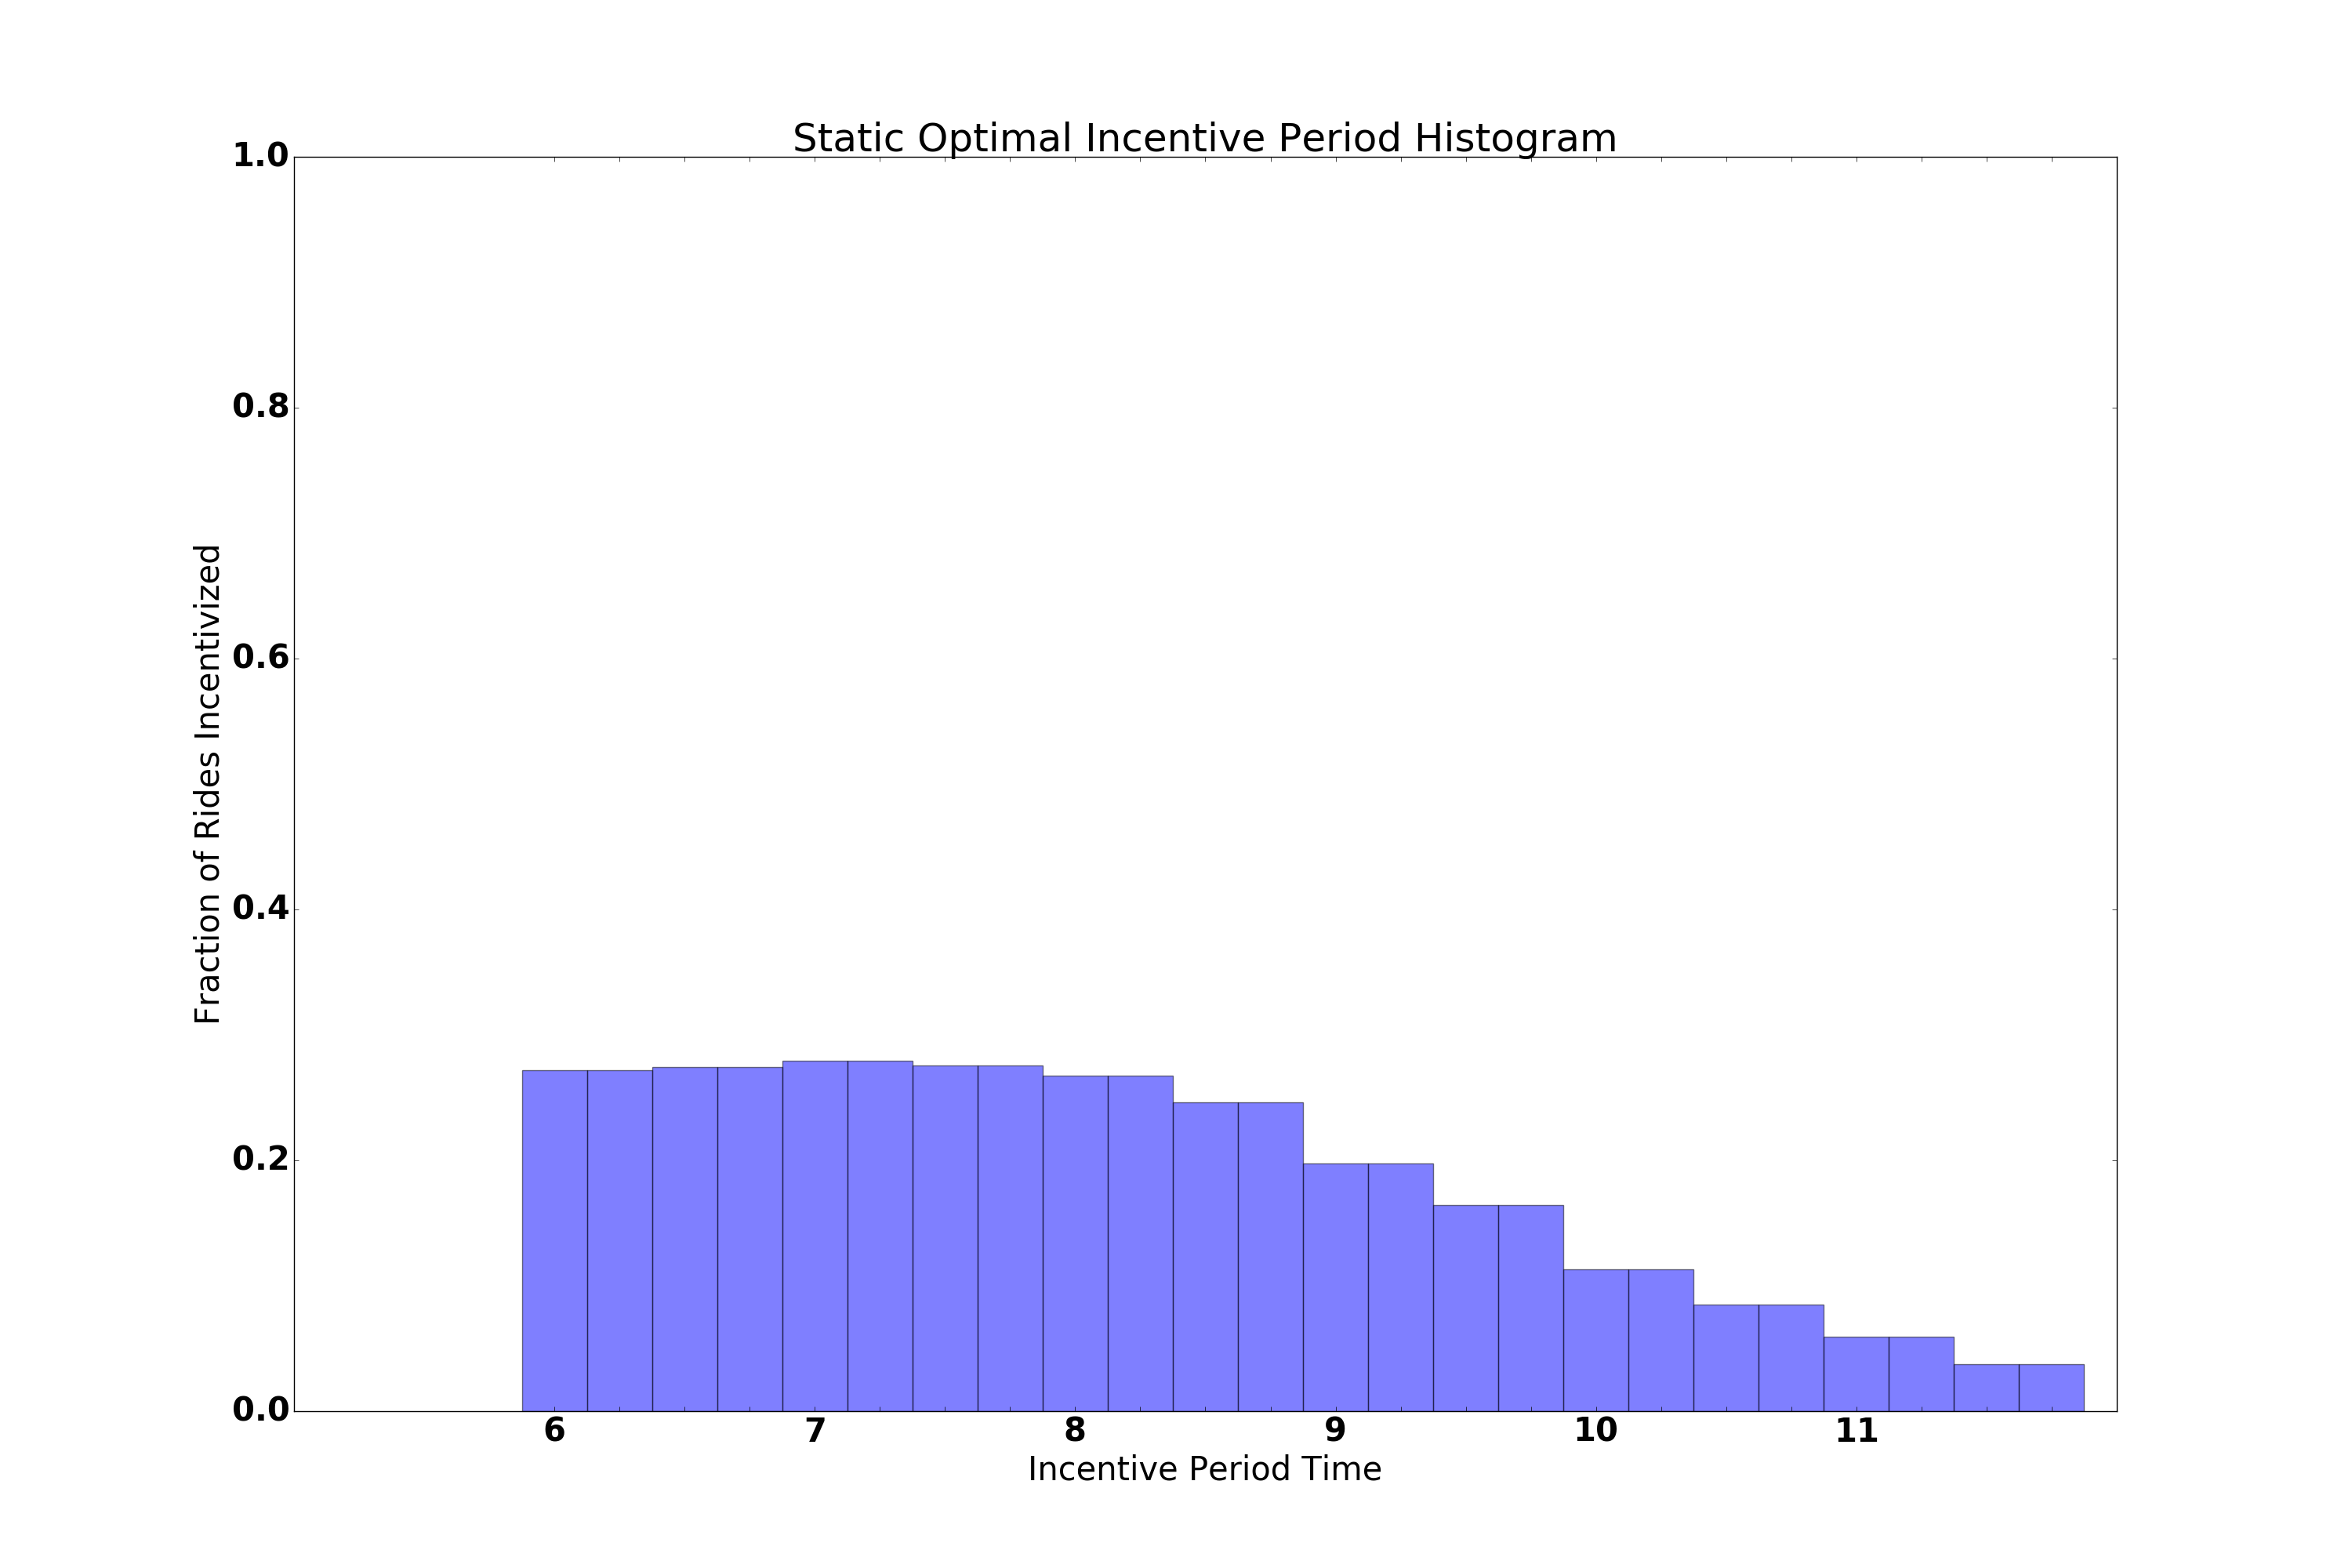 Static Optimal Incentive Period Histogram
1.0
0.8
0.6
0.4
0.2
0.0
Fraction of Rides Incentivized
6 7 8 9 10 11
Incentive Period Time